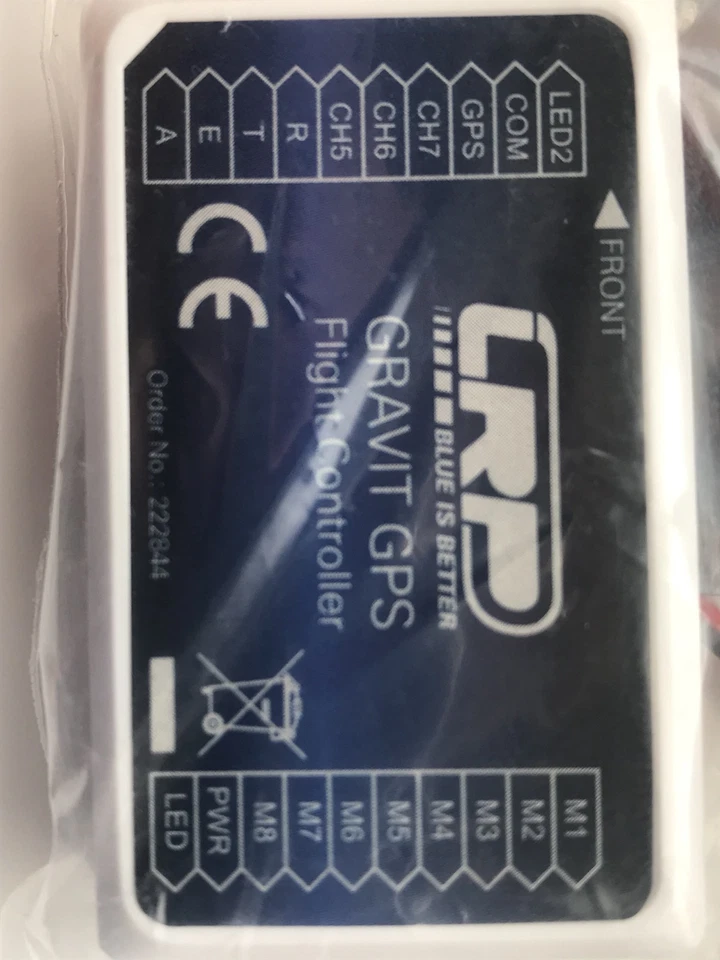 ◀ FRONT
LED2
COM
GPS
CH7
CH6
CH5
R
T
E
A
LRP
BLUE IS BETTER
GRAVIT GPS
Flight Controller
CE
Order No.: 222844
M1
M2
M3
M4
M5
M6
M7
M8
PWR
LED